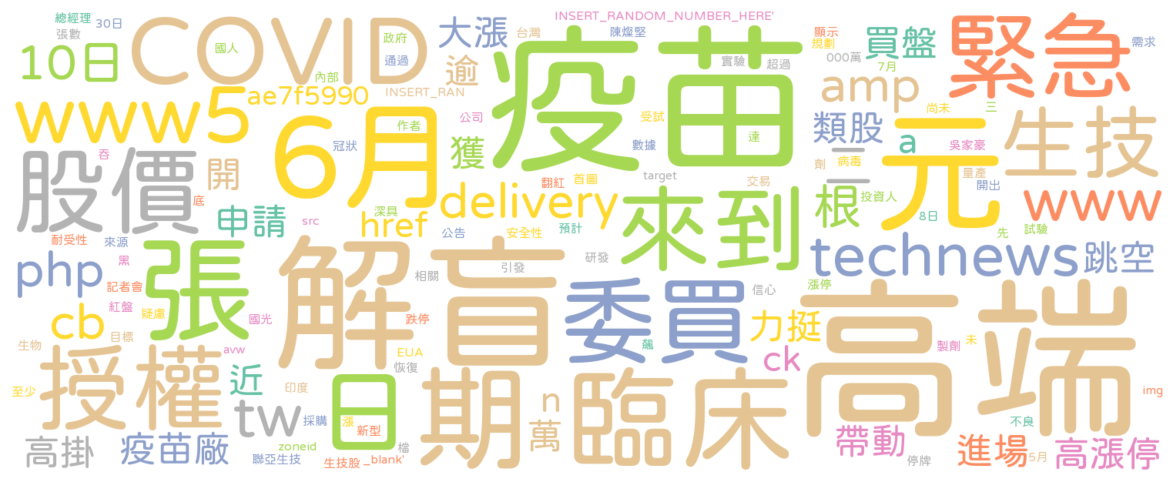 總經理
30日
張數
10日
COVID
國人
內部
政府
通過
大漲
台灣
INSERT_RANDOM_NUMBER_HERE'
陳燦堅
逾
疫苗
實驗
超過
顯示
規劃
000萬
7月
買盤
緊急
需求
www
5
ae7f5990
INSERT_RAN
作者
冠狀
6月
公司
獲
受試
數據
達
amp
類股
a
尚未
三
吳家豪
元
生技
股價
吞
開
底
申請
src
深具
href
delivery
翻紅
首圖
target
交易
來到
一
劑
病毒
根
投資人
量產
開出
8日
先
試驗
www
耐受性
來源
公告
安全性
預計
technews
跳空
php
黑
記者會
紅盤
張
解盲
相關
引發
研發
委買
信心
漲停
高端
cb
疑慮
目標
國光
跌停
飆
力挺
ck
製劑
未
生物
授權
avw
近
EUA
恢復
至少
印度
日
期
n
萬
臨床
img
tw
採購
漲
新型
帶動
不良
5月
高掛
疫苗廠
zoneid
聯亞生技
檔
生技股
_blank'
停牌
進場
高漲停